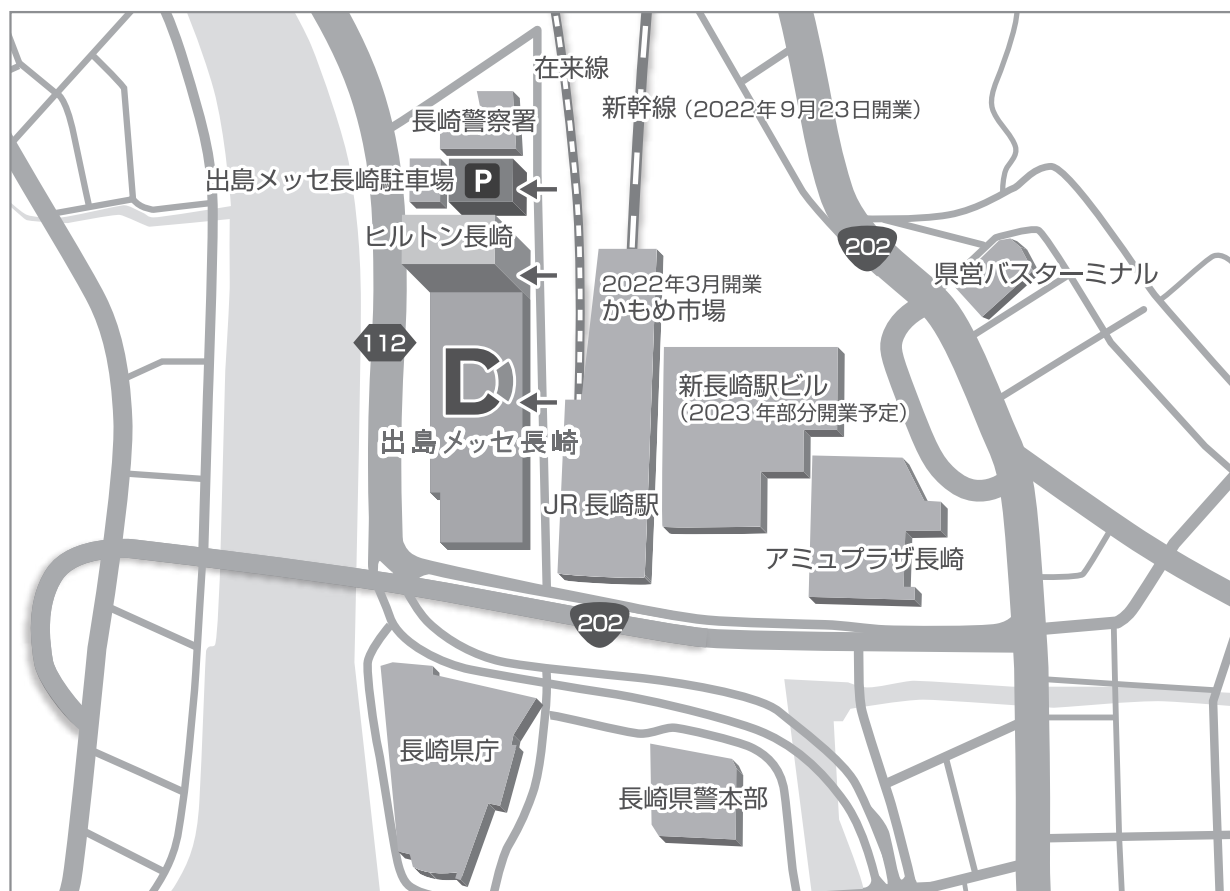 在来線
新幹線（2022年9月23日開業）
長崎警察署
出島メッセ長崎駐車場 P
ヒルトン長崎
202
県営バスターミナル
2022年3月開業
かもめ市場
112
新長崎駅ビル
（2023年部分開業予定）
D
出島メッセ長崎
JR長崎駅
アミュプラザ長崎
202
長崎県庁
長崎県警本部